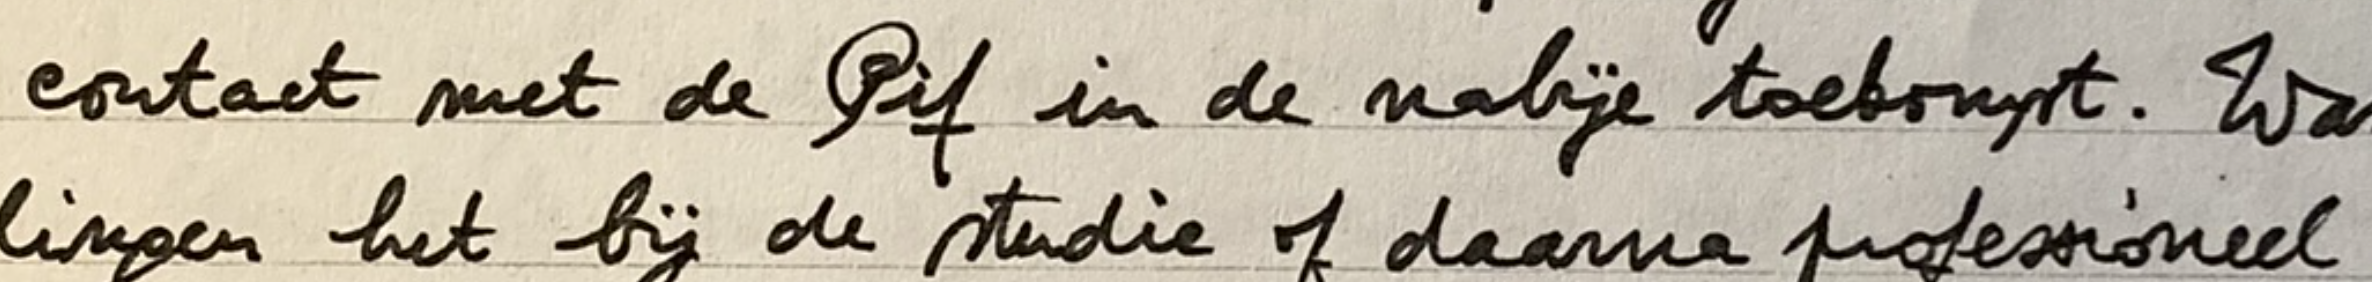 contact met de Pif in de nabije toekomst. Wa
lingen het bij de studie of daarna professioneel